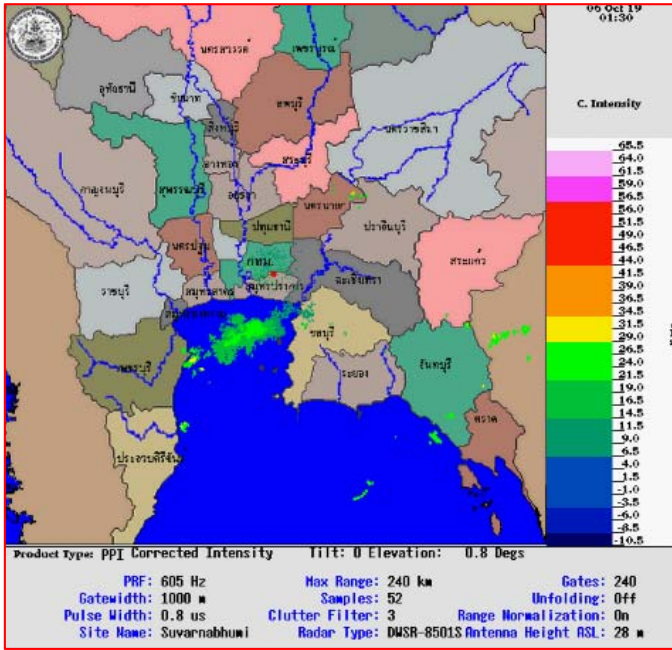 06 Oct 19
01:30
นครสวรรค์
เพชรบูรณ์
อุทัยธานี
ชัยนาท
ลพบุรี
นครราชสีมา
สิงห์บุรี
C. Intensity
อ่างทอง
สระบุรี
กาญจนบุรี
สุพรรณบุรี
อยุธยา
นครนายก
ปราจีนบุรี
ปทุมธานี
นครปฐม
กทม.
สระแก้ว
ราชบุรี
สมุทรสาคร
สมุทรปราการ
ฉะเชิงเทรา
ชลบุรี
เพชรบุรี
ระยอง
จันทบุรี
ตราด
ประจวบคีรีขันธ์
65.5
64.0
61.5
59.0
56.5
56.0
51.5
49.0
46.5
44.0
41.5
39.0
36.5
34.0
31.5
29.0
26.5
24.0
21.5
19.0
16.5
14.0
11.5
9.0
6.5
4.0
1.5
-1.0
-3.5
-6.0
-8.5
-10.5
Product Type: PPI Corrected Intensity Tilt: 0 Elevation: 0.8 Degs
PRF: 605 Hz Max Range: 240 km Gates: 240
Gatewidth: 1000 m Samples: 52 Unfolding: Off
Pulse Width: 0.8 us Clutter Filter: 3 Range Normalization: On
Site Name: Suvarnabhumi Radar Type: DWSR-8501S Antenna Height ASL: 28 m